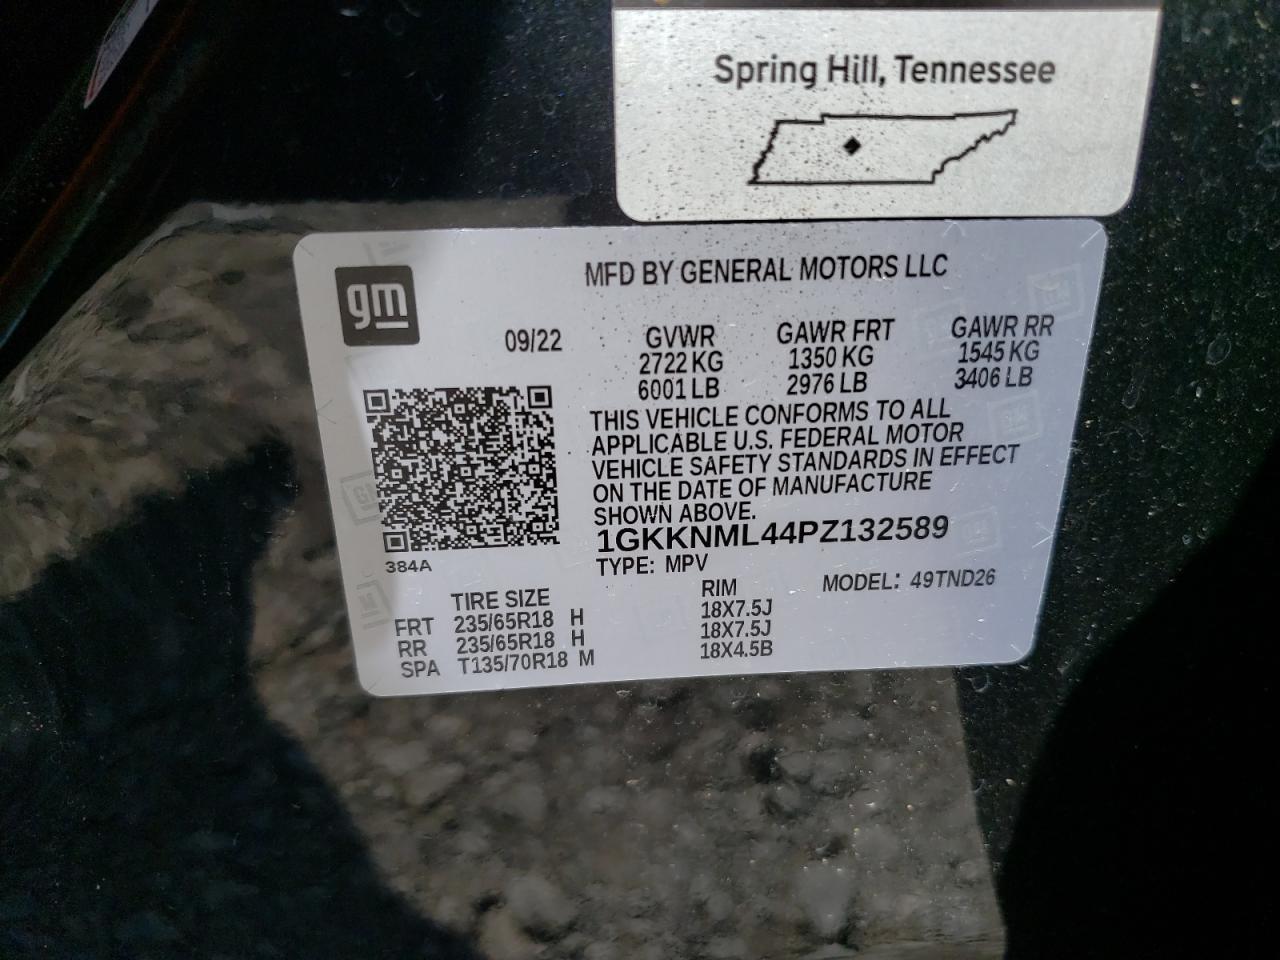 Spring Hill, Tennessee
gm
MFD BY GENERAL MOTORS LLC
09/22 GVWR GAWR FRT GAWR RR
2722 KG 1350 KG 1545 KG
6001 LB 2976 LB 3406 LB
THIS VEHICLE CONFORMS TO ALL
APPLICABLE U.S. FEDERAL MOTOR
VEHICLE SAFETY STANDARDS IN EFFECT
ON THE DATE OF MANUFACTURE
SHOWN ABOVE.
1GKKNML44PZ132589
384A
TYPE: MPV MODEL: 49TND26
TIRE SIZE RIM
FRT 235/65R18 H 18X7.5J
RR 235/65R18 H 18X7.5J
SPA T135/70R18 M 18X4.5B